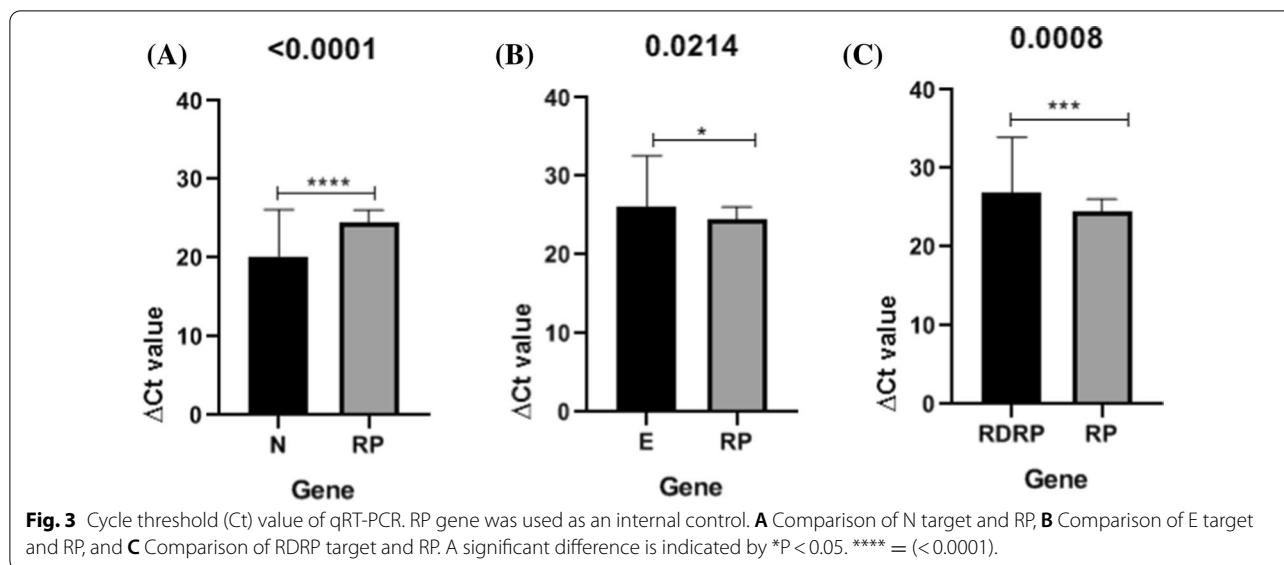 (A) <0.0001
40
30
20
10
0
ΔCt value
****
N RP
Gene
(B) 0.0214
40
30
20
10
0
ΔCt value
*
E RP
Gene
(C) 0.0008
40
30
20
10
0
ΔCt value
***
RDRP RP
Gene
Fig. 3 Cycle threshold (Ct) value of qRT-PCR. RP gene was used as an internal control. A Comparison of N target and RP, B Comparison of E target
and RP, and C Comparison of RDRP target and RP. A significant difference is indicated by *P < 0.05. **** = (< 0.0001).